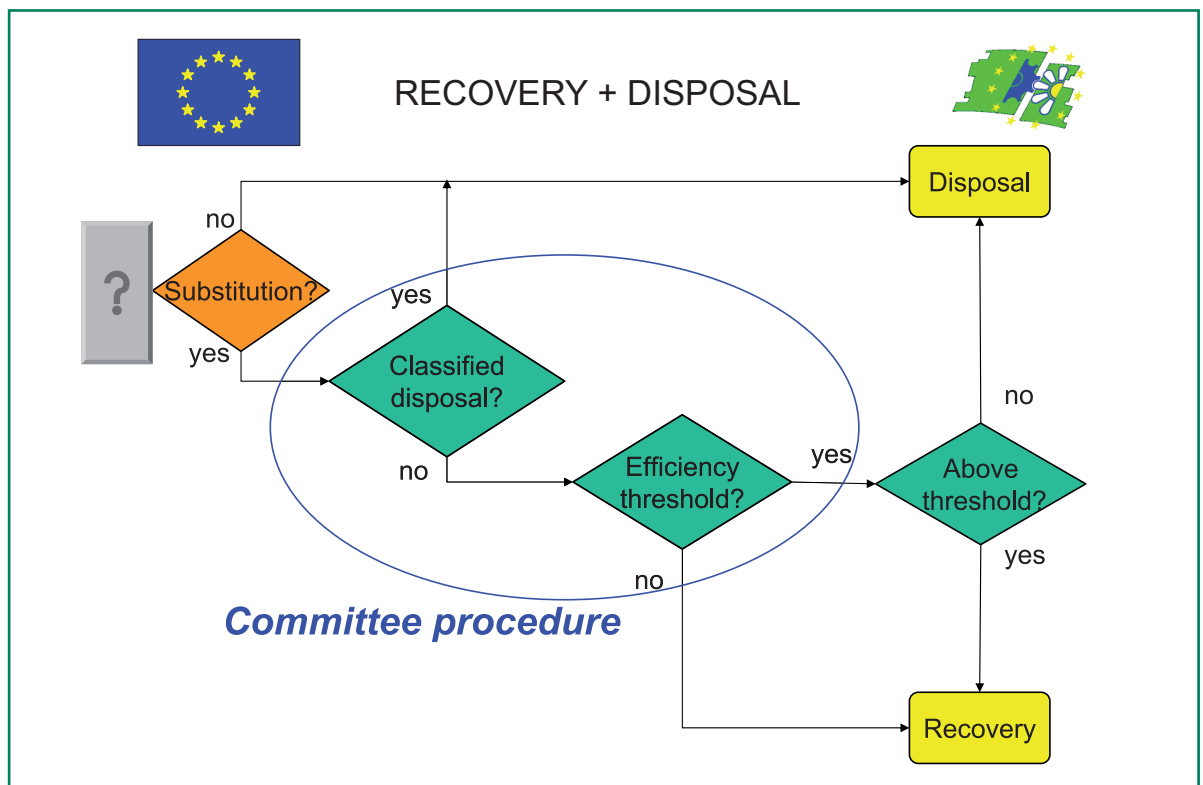 RECOVERY + DISPOSAL
Disposal
no
?
Substitution?
yes
yes
Classified
disposal?
no
no
Efficiency
threshold?
yes
Above
threshold?
yes
no
Committee procedure
Recovery